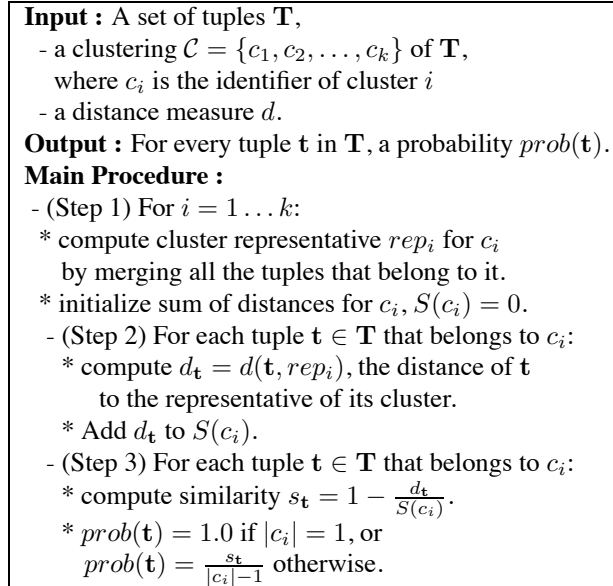 Input : A set of tuples T,
- a clustering C = {c₁, c₂, . . . , cₖ} of T,
where cᵢ is the identifier of cluster i
- a distance measure d.
Output : For every tuple t in T, a probability prob(t).
Main Procedure :
- (Step 1) For i = 1 . . . k:
* compute cluster representative repᵢ for cᵢ
by merging all the tuples that belong to it.
* initialize sum of distances for cᵢ, S(cᵢ) = 0.
- (Step 2) For each tuple t ∈ T that belongs to cᵢ:
* compute dₜ = d(t, repᵢ), the distance of t
to the representative of its cluster.
* Add dₜ to S(cᵢ).
- (Step 3) For each tuple t ∈ T that belongs to cᵢ:
* compute similarity sₜ = 1 − dₜ/S(cᵢ).
* prob(t) = 1.0 if |cᵢ| = 1, or
prob(t) = sₜ/(|cᵢ|−1) otherwise.